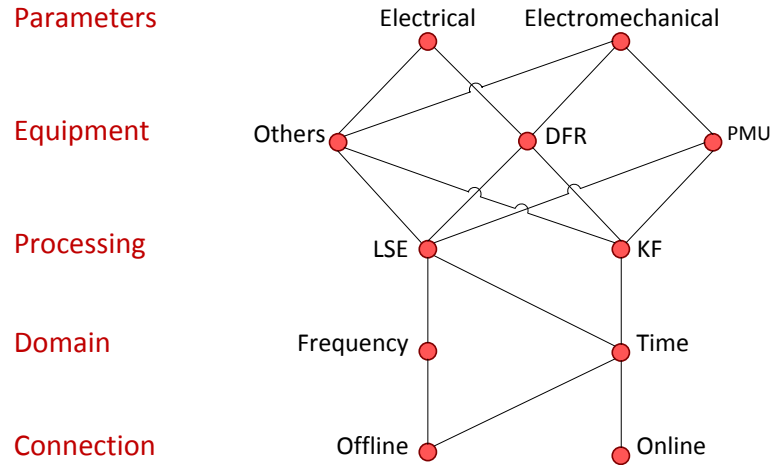 Parameters
Electrical Electromechanical
Equipment
Others DFR PMU
Processing
LSE KF
Domain
Frequency Time
Connection
Offline Online